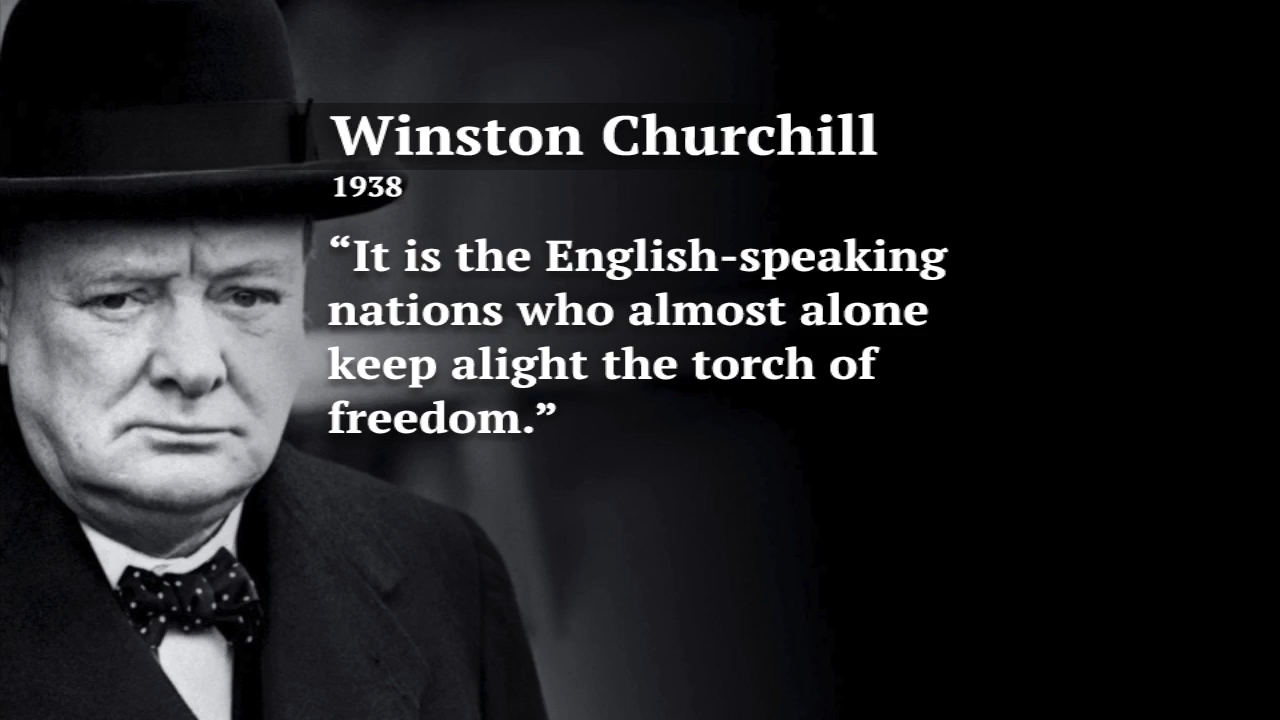 Winston Churchill
1938
“It is the English-speaking
nations who almost alone
keep alight the torch of
freedom.”